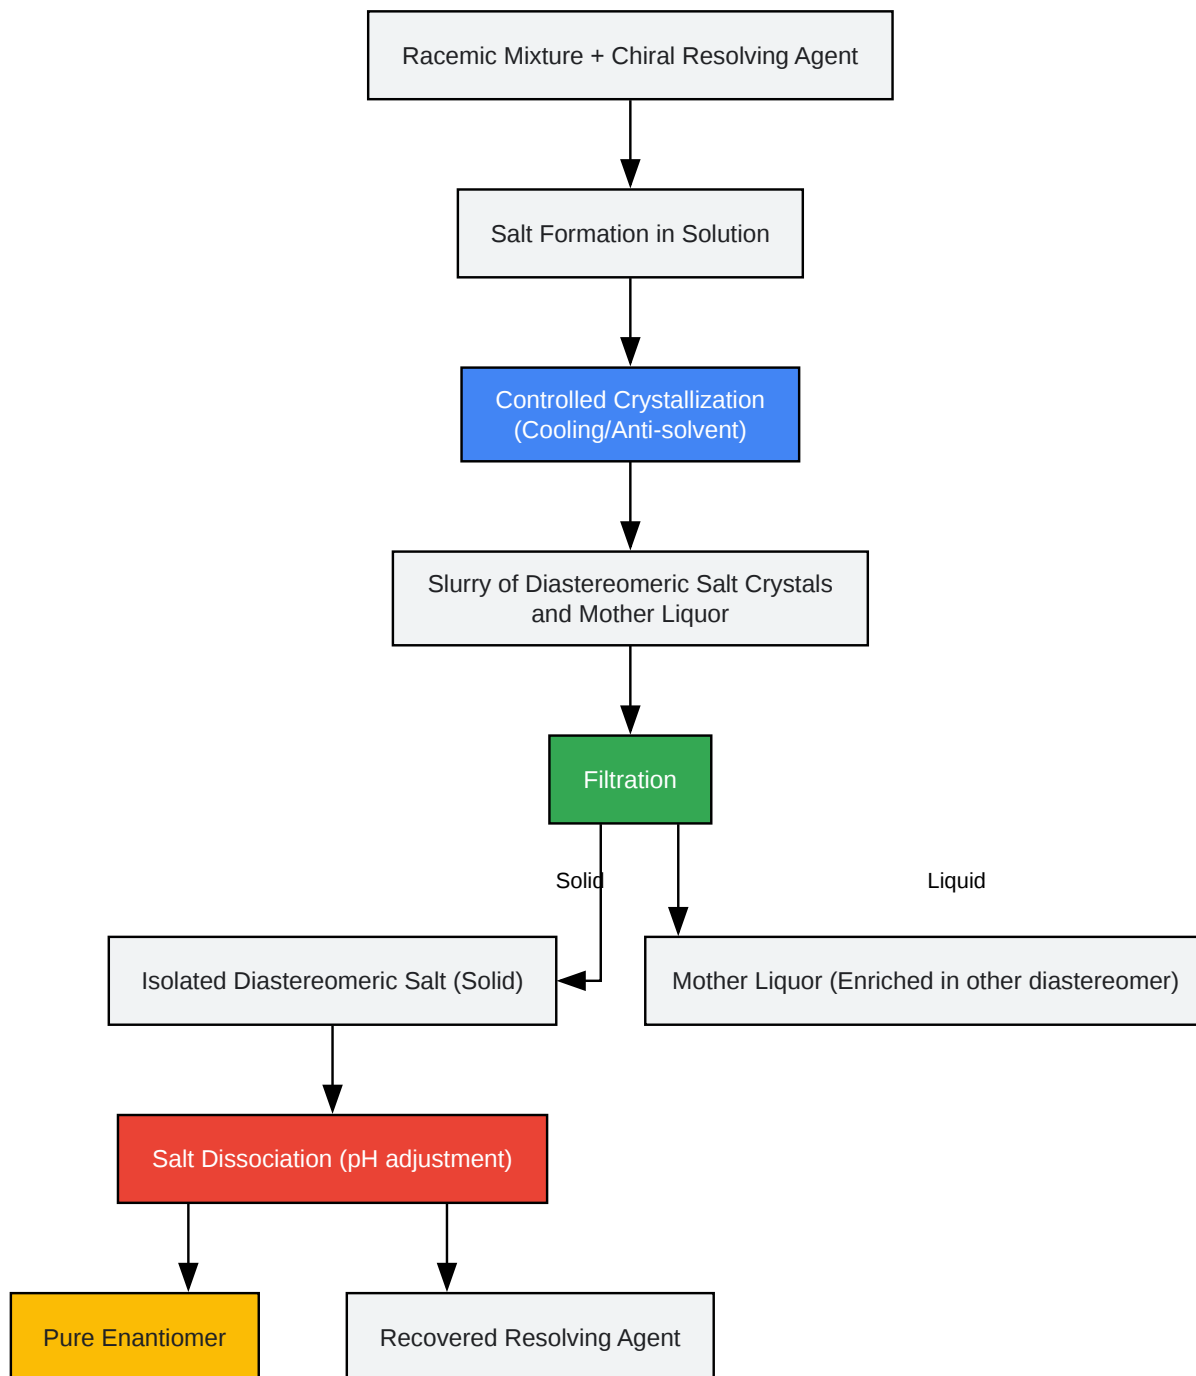 Racemic Mixture + Chiral Resolving Agent
Salt Formation in Solution
Controlled Crystallization
(Cooling/Anti-solvent)
Slurry of Diastereomeric Salt Crystals
and Mother Liquor
Filtration
Solid
Liquid
Isolated Diastereomeric Salt (Solid)
Mother Liquor (Enriched in other diastereomer)
Salt Dissociation (pH adjustment)
Pure Enantiomer
Recovered Resolving Agent